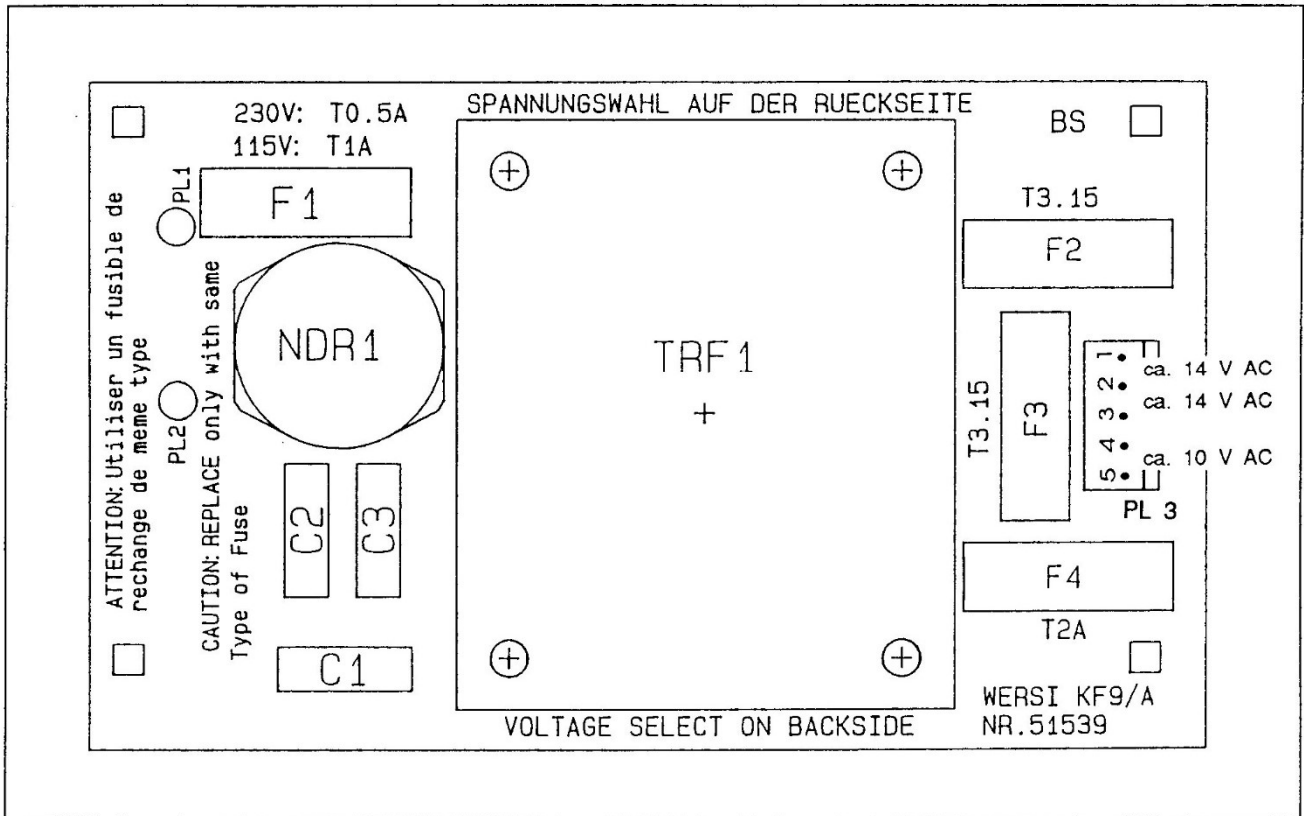 SPANNUNGSWAHL AUF DER RUECKSEITE
230V: T0.5A
115V: T1A
F1
PL1
PL2
ATTENTION: Utiliser un fusible de
rechange de meme type
CAUTION: REPLACE only with same
Type of Fuse
NDR1
C2
C3
C1
TRF1
BS
T3.15
F2
T3.15
F3
1
2
3
4
5
ca. 14 V AC
ca. 14 V AC
ca. 10 V AC
PL 3
F4
T2A
WERSI KF9/A
NR.51539
VOLTAGE SELECT ON BACKSIDE